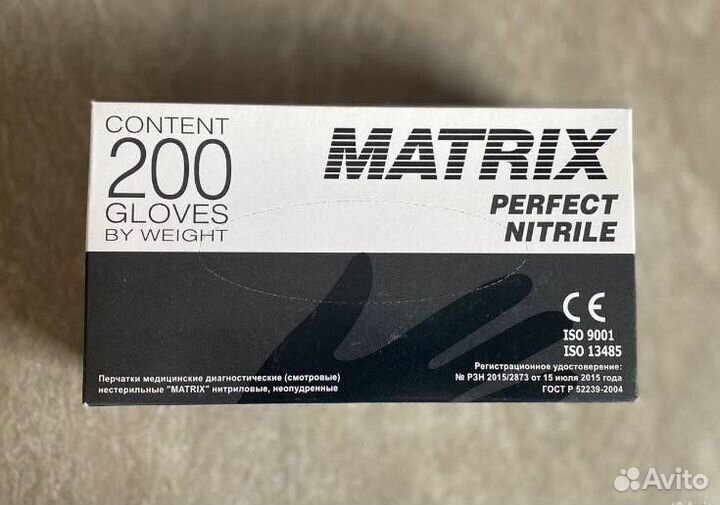 CONTENT
200
GLOVES
BY WEIGHT
MATRIX
PERFECT
NITRILE
CE
ISO 9001
ISO 13485
Перчатки медицинские диагностические (смотровые)
нестерильные "MATRIX" нитриловые, неопудренные
Регистрационное удостоверение:
№ РЗН 2015/2873 от 15 июля 2015 года
ГОСТ Р 52239-2004
Avito